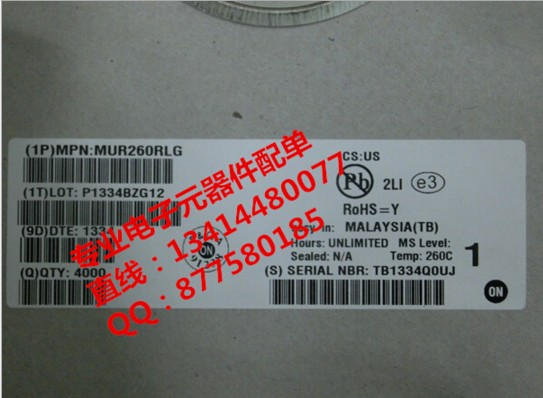 (1P)MPN:MUR260RLG
CS:US
(1T)LOT: P1334BZG12
Pb 2LI e3
RoHS=Y
(9D)DTE: 1334
in: MALAYSIA(TB)
Hours: UNLIMITED MS Level: 1
Sealed: N/A Temp: 260C
(Q)QTY: 4000
(S) SERIAL NBR: TB1334Q0UJ
ON
专业电子元器件配单
直线：13414480077
QQ：877580185